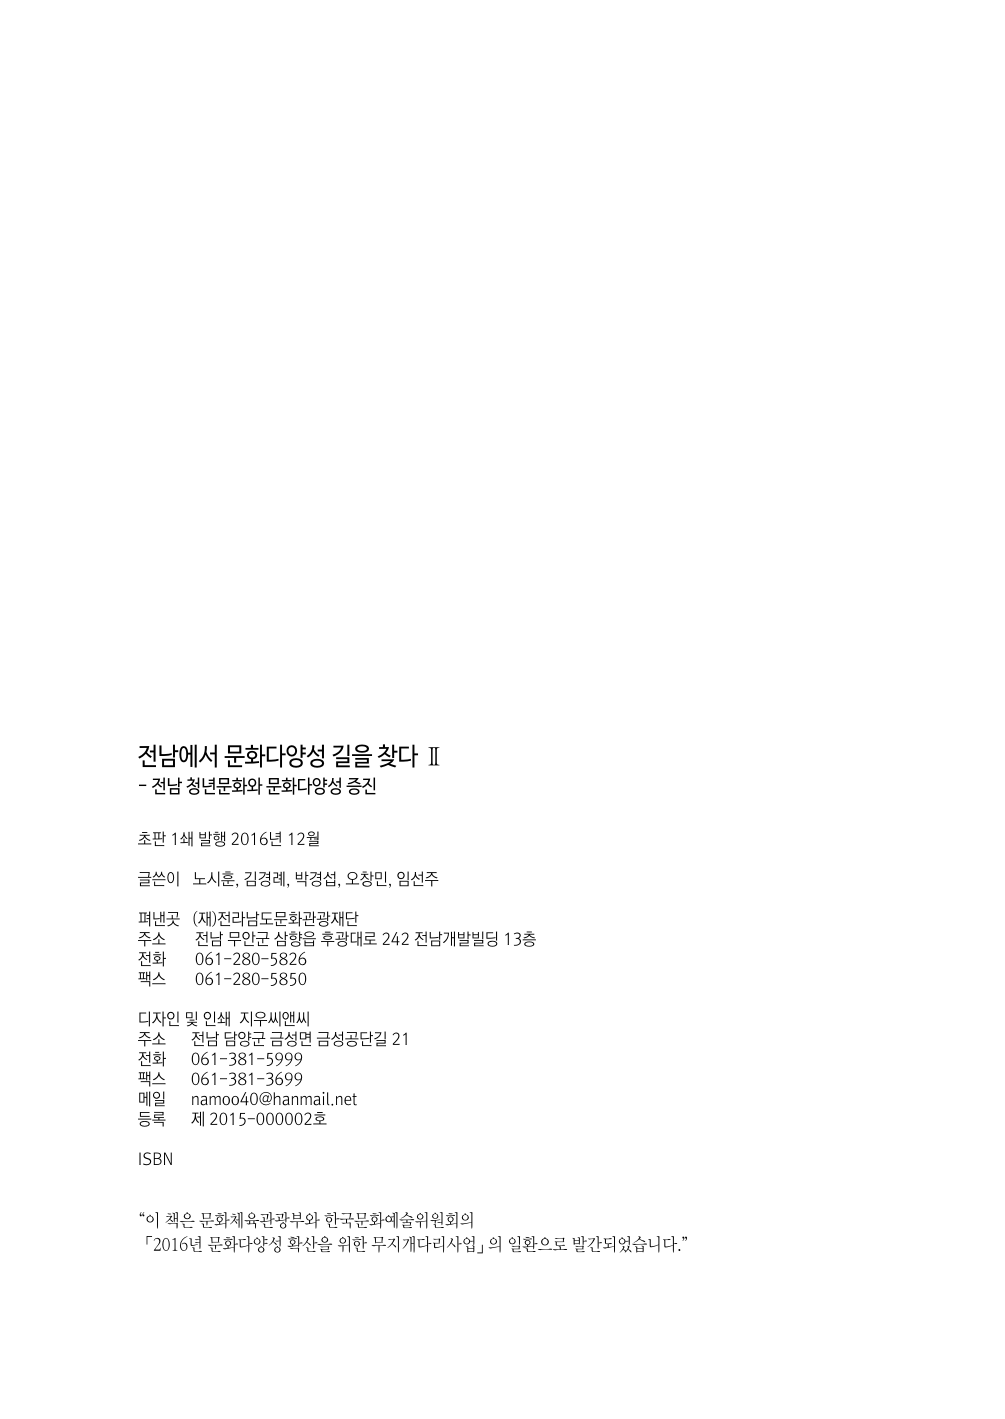 전남에서 문화다양성 길을 찾다 Ⅱ
- 전남 청년문화와 문화다양성 증진
초판 1쇄 발행 2016년 12월
글쓴이 노시훈, 김경례, 박경섭, 오창민, 임선주
펴낸곳 (재)전라남도문화관광재단
주소 전남 무안군 삼향읍 후광대로 242 전남개발빌딩 13층
전화 061-280-5826
팩스 061-280-5850
디자인 및 인쇄 지우씨앤씨
주소 전남 담양군 금성면 금성공단길 21
전화 061-381-5999
팩스 061-381-3699
메일 namoo40@hanmail.net
등록 제 2015-000002호
ISBN
“이 책은 문화체육관광부와 한국문화예술위원회의
「2016년 문화다양성 확산을 위한 무지개다리사업」의 일환으로 발간되었습니다.”